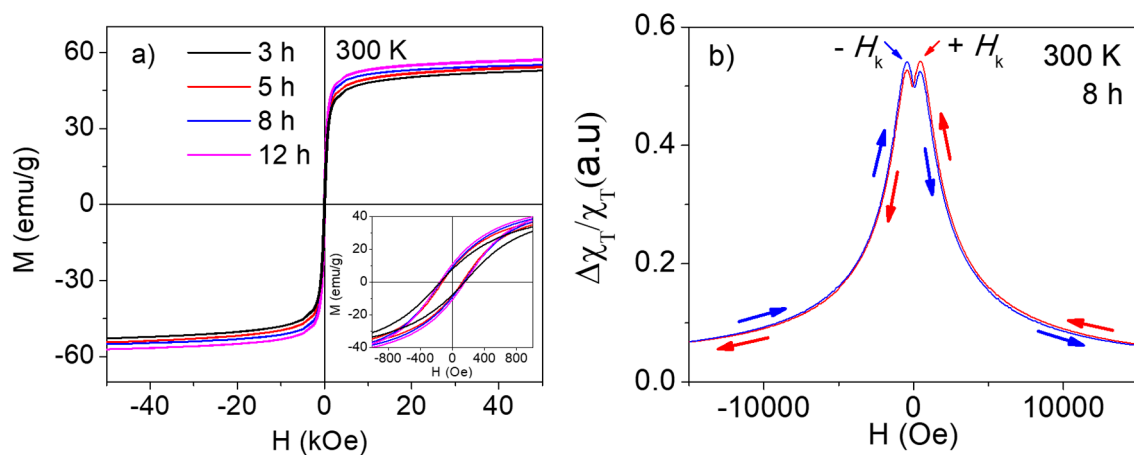 a)
300 K
3 h
5 h
8 h
12 h
M (emu/g)
60
30
0
-30
-60
-40
-20
0
20
40
H (kOe)
M (emu/g)
40
20
0
-20
-40
-800
-400
0
400
800
H (Oe)
b)
- Hk
+ Hk
300 K
8 h
ΔχT/χT(a.u)
0.6
0.4
0.2
0.0
-10000
0
10000
H (Oe)